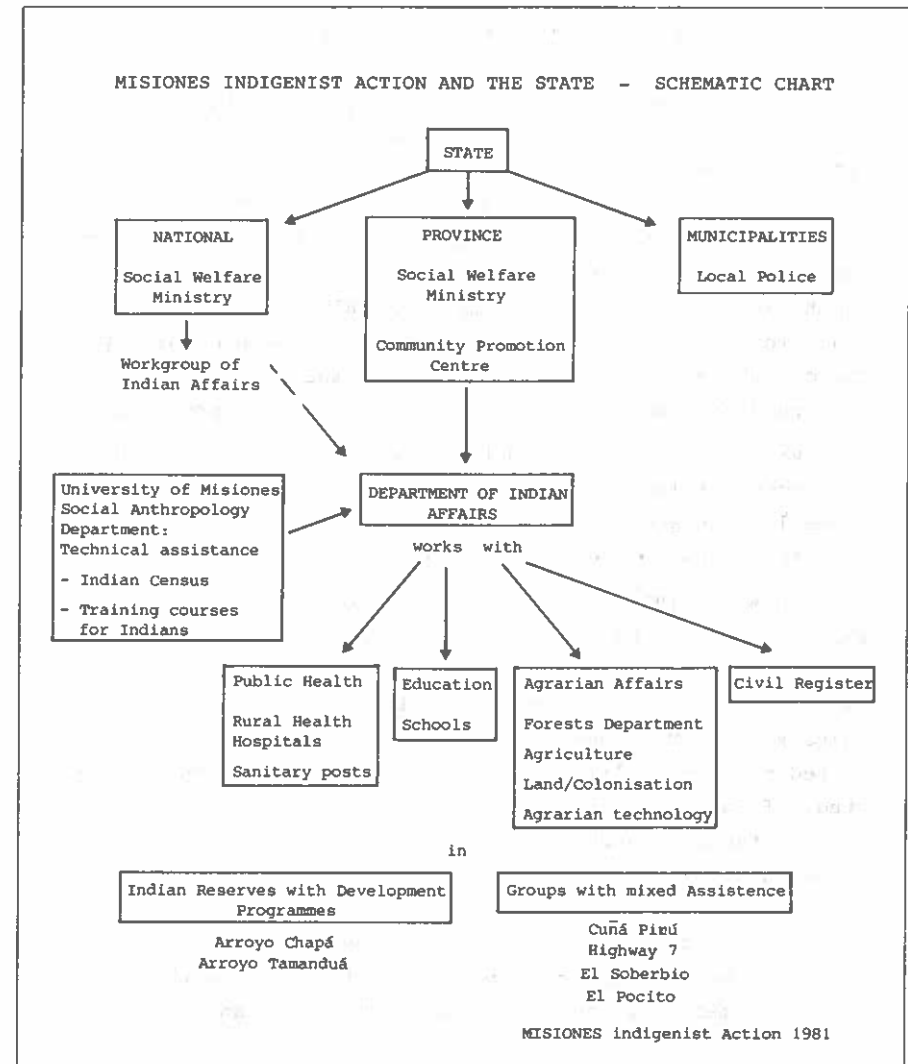 MISIONES INDIGENIST ACTION AND THE STATE - SCHEMATIC CHART
STATE
NATIONAL
Social Welfare
Ministry
PROVINCE
Social Welfare
Ministry
Community Promotion
Centre
MUNICIPALITIES
Local Police
Workgroup of
Indian Affairs
University of Misiones
Social Anthropology
Department:
Technical assistance
- Indian Census
- Training courses
for Indians
DEPARTMENT OF INDIAN
AFFAIRS
works with
Public Health
Rural Health
Hospitals
Sanitary posts
Education
Schools
Agrarian Affairs
Forests Department
Agriculture
Land/Colonisation
Agrarian technology
Civil Register
in
Indian Reserves with Development
Programmes
Arroyo Chapá
Arroyo Tamanduá
Groups with mixed Assistence
Cuñá Pirú
Highway 7
El Soberbio
El Pocito
MISIONES indigenist Action 1981